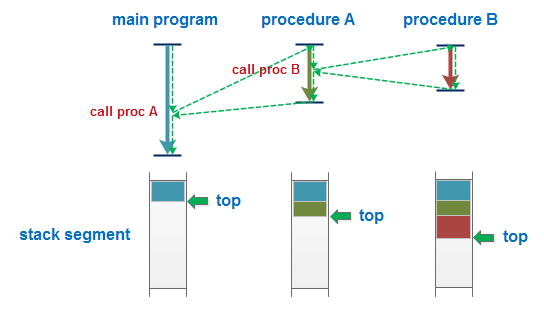 main program
procedure A
procedure B
call proc B
call proc A
top
top
top
stack segment